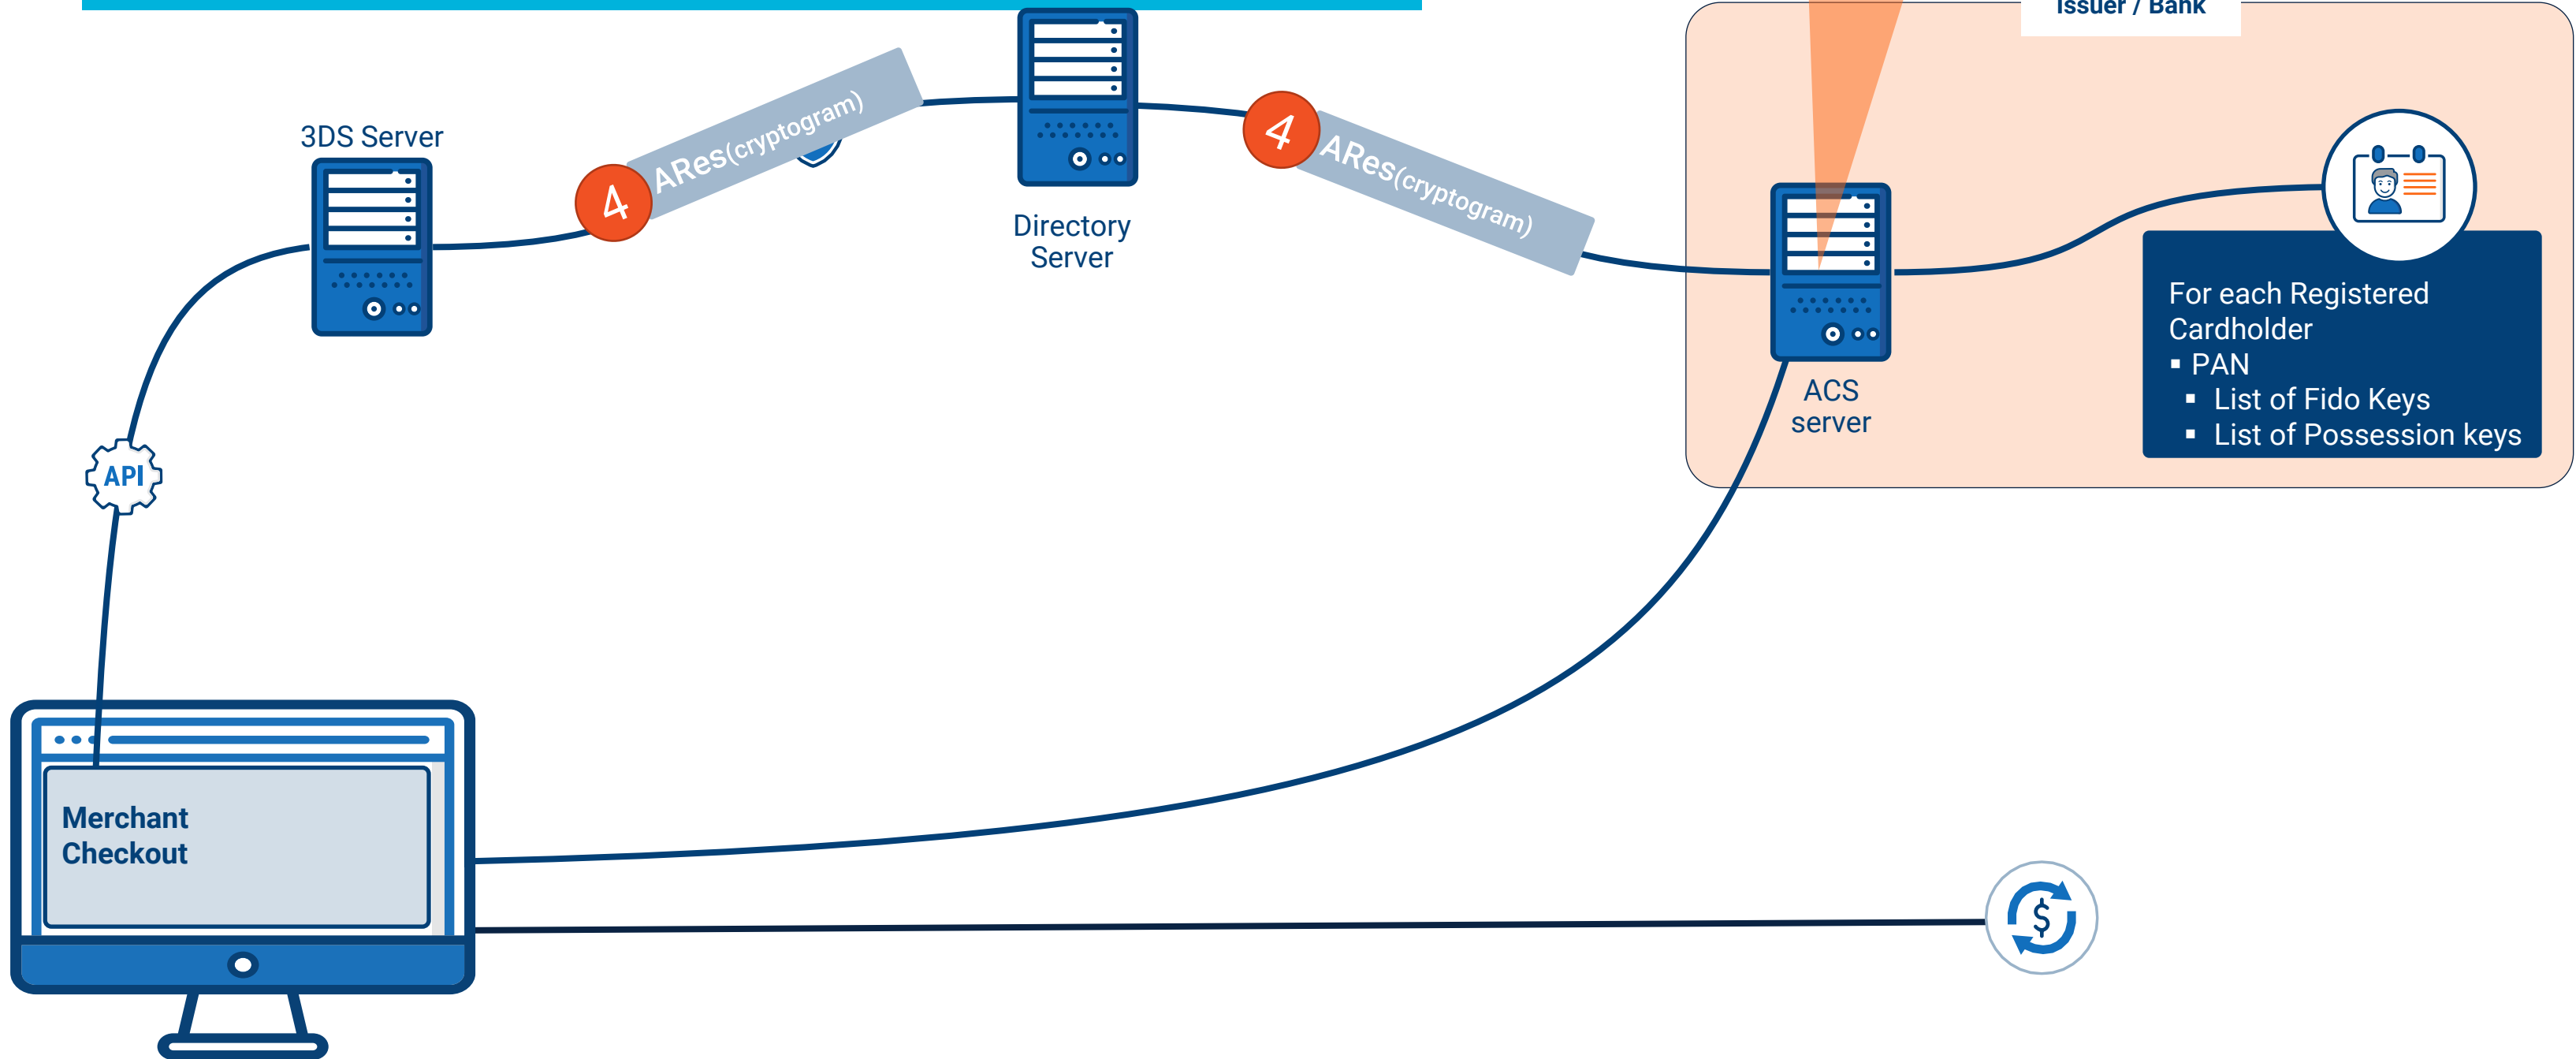 Issuer / Bank
3DS Server
4 ARes(cryptogram)
4 ARes(cryptogram)
Directory
Server
For each Registered
Cardholder
▪ PAN
▪ List of Fido Keys
▪ List of Possession keys
ACS
server
API
Merchant
Checkout
$